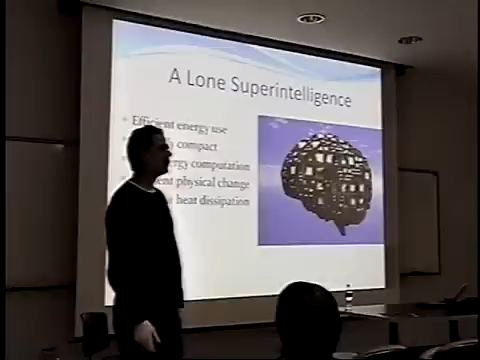 A Lone Superintelligence
Efficient energy use
compact
computation
physical change
heat dissipation